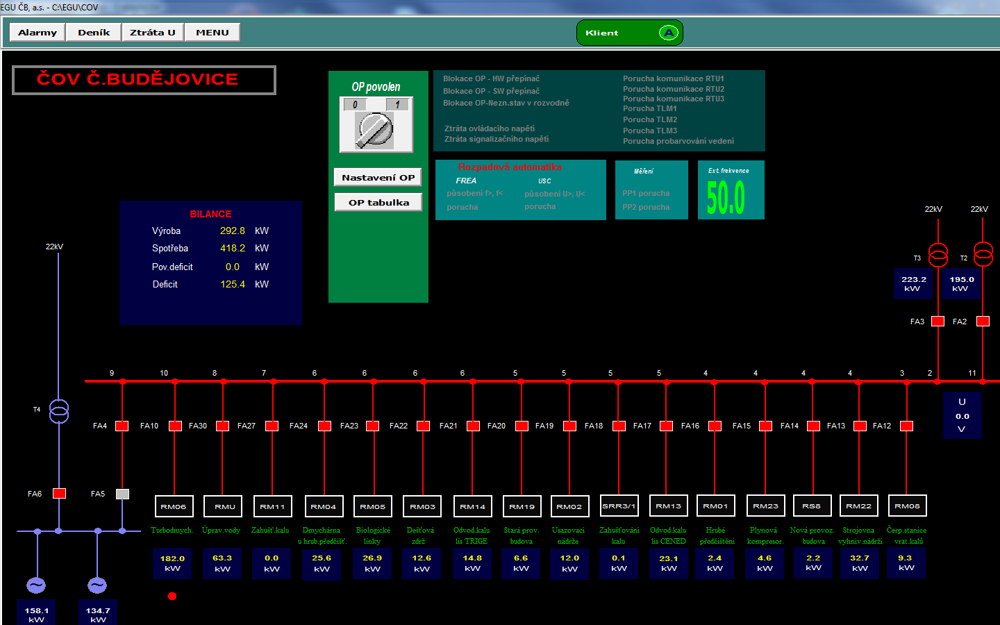 EGU ČB, a.s. - C:\EGU\COV
Alarmy Deník Ztráta U MENU
Klient A
ČOV Č.BUDĚJOVICE
OP povolen
0 1
Nastavení OP
OP tabulka
Blokace OP - HW přepínač
Blokace OP - SW přepínač
Blokace OP-Nezn.stav v rozvodně
Ztráta ovládacího napětí
Ztráta signalizačního napětí
Porucha komunikace RTU1
Porucha komunikace RTU2
Porucha komunikace RTU3
Porucha TLM1
Porucha TLM2
Porucha TLM3
Porucha probarvování vedení
Rozpadová automatika
FREA USC
působení f>, f< působení U>, U<
porucha porucha
Měření
PP1 porucha
PP2 porucha
Ext.frekvence
50.0
BILANCE
Výroba 292.8 kW
Spotřeba 418.2 kW
Pov.deficit 0.0 kW
Deficit 125.4 kW
22kV 22kV
T3 T2
223.2 195.0
kW kW
FA3 FA2
22kV
T4
FA6 FA5
9 10 8 7 6 6 6 6 5 5 5 5 4 4 4 4 3 2 11
U
0.0
V
FA4 FA10 FA30 FA27 FA24 FA23 FA22 FA21 FA20 FA19 FA18 FA17 FA16 FA15 FA14 FA13 FA12
RM06 RMU RM11 RM04 RM05 RM03 RM14 RM19 RM02 SRR3/1 RM13 RM01 RM23 RS8 RM22 RM08
Turbodmych. Úprav.vody Zahušť.kalu Dmychárna Biologické Dešťová Odvod.kalu Stará prov. Usazovací Zahušťování Odvod.kalu Hrubé Plynová Nová provoz. Strojovna Čerp.stanice
u hrub.předčišť. linky zdrž lis TRIGE budova nádrže kalu lis CENED předčištění kompresor. budova vyhniv.nádrží vrat.kalů
182.0 63.3 0.0 25.6 26.9 12.6 14.8 6.6 12.0 0.1 23.1 2.4 4.6 2.2 32.7 9.3
kW kW kW kW kW kW kW kW kW kW kW kW kW kW kW kW
158.1 134.7
kW kW